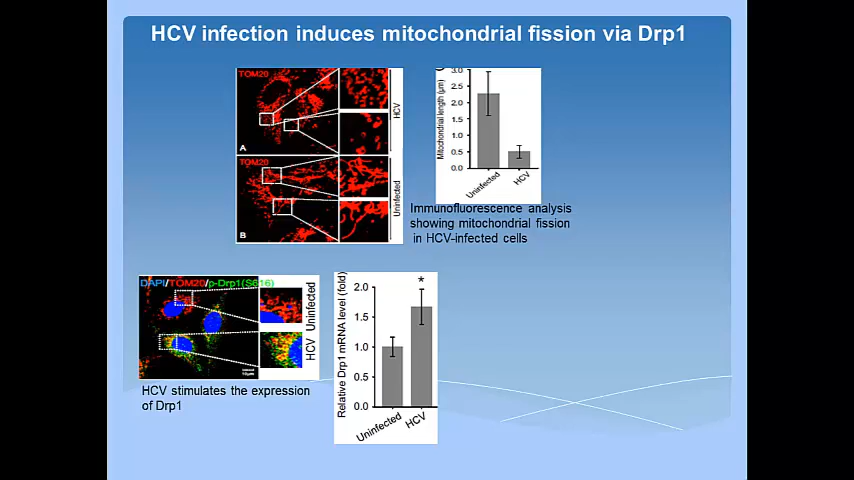 HCV infection induces mitochondrial fission via Drp1
TOM20
A
HCV
TOM20
B
Uninfected
Mitochondrial length (μm)
3.0
2.5
2.0
1.5
1.0
0.5
0.0
Uninfected
HCV
Immunofluorescence analysis
showing mitochondrial fission
in HCV-infected cells
DAPI/TOM20/p-Drp1(S616)
Uninfected
HCV
10μm
HCV stimulates the expression
of Drp1
Relative Drp1 mRNA level (fold)
2.0
1.5
1.0
0.5
0.0
*
Uninfected
HCV